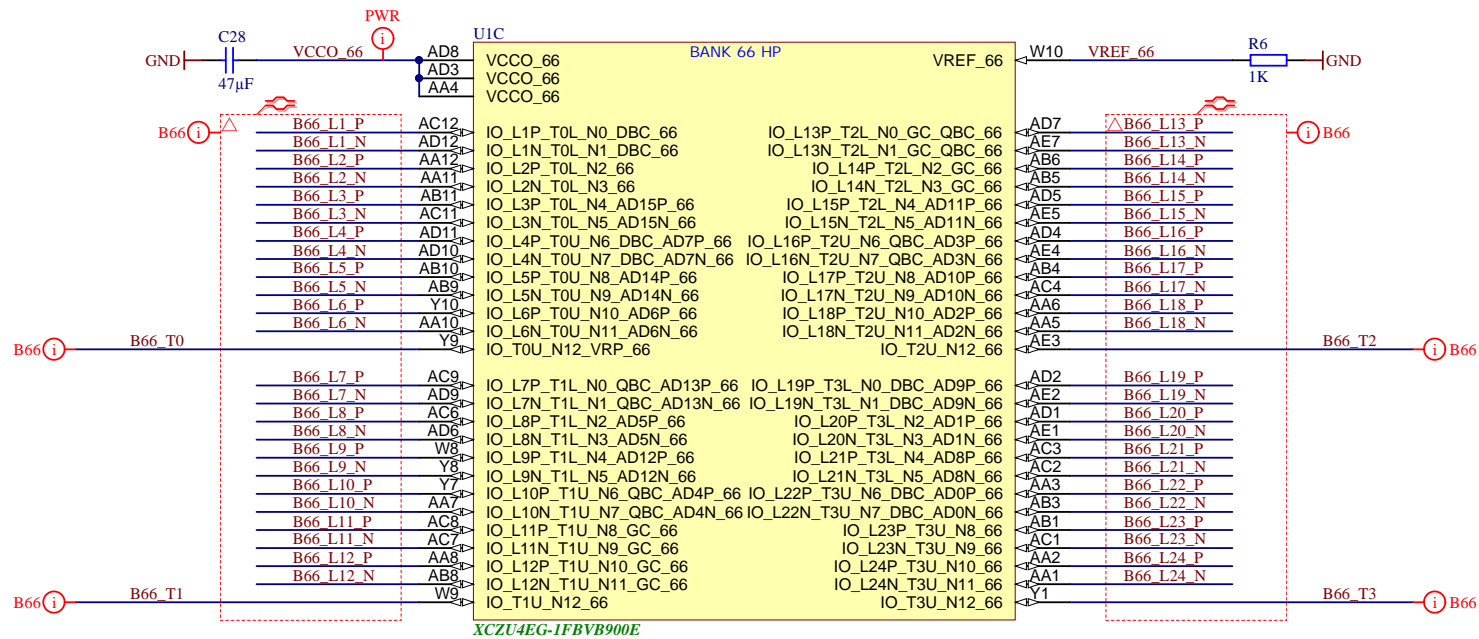 PWR
C28
U1C
R6
GND
VCCO_66
AD8
VCCO_66
BANK 66 HP
VREF_66
W10
VREF_66
GND
AD3
VCCO_66
47µF
1K
AA4
VCCO_66
B66
B66_L1_P AC12 IO_L1P_T0L_N0_DBC_66 IO_L13P_T2L_N0_GC_QBC_66 AD7 B66_L13_P
B66
B66_L1_N AD12 IO_L1N_T0L_N1_DBC_66 IO_L13N_T2L_N1_GC_QBC_66 AE7 B66_L13_N
B66_L2_P AA12 IO_L2P_T0L_N2_66 IO_L14P_T2L_N2_GC_66 AB6 B66_L14_P
B66_L2_N AA11 IO_L2N_T0L_N3_66 IO_L14N_T2L_N3_GC_66 AB5 B66_L14_N
B66_L3_P AB11 IO_L3P_T0L_N4_AD15P_66 IO_L15P_T2L_N4_AD11P_66 AD5 B66_L15_P
B66_L3_N AC11 IO_L3N_T0L_N5_AD15N_66 IO_L15N_T2L_N5_AD11N_66 AE5 B66_L15_N
B66_L4_P AD11 IO_L4P_T0U_N6_DBC_AD7P_66 IO_L16P_T2U_N6_QBC_AD3P_66 AD4 B66_L16_P
B66_L4_N AD10 IO_L4N_T0U_N7_DBC_AD7N_66 IO_L16N_T2U_N7_QBC_AD3N_66 AE4 B66_L16_N
B66_L5_P AB10 IO_L5P_T0U_N8_AD14P_66 IO_L17P_T2U_N8_AD10P_66 AB4 B66_L17_P
B66_L5_N AB9 IO_L5N_T0U_N9_AD14N_66 IO_L17N_T2U_N9_AD10N_66 AC4 B66_L17_N
B66_L6_P Y10 IO_L6P_T0U_N10_AD6P_66 IO_L18P_T2U_N10_AD2P_66 AA6 B66_L18_P
B66_L6_N AA10 IO_L6N_T0U_N11_AD6N_66 IO_L18N_T2U_N11_AD2N_66 AA5 B66_L18_N
B66 B66_T0 Y9 IO_T0U_N12_VRP_66 IO_T2U_N12_66 AE3 B66_T2 B66
B66_L7_P AC9 IO_L7P_T1L_N0_QBC_AD13P_66 IO_L19P_T3L_N0_DBC_AD9P_66 AD2 B66_L19_P
B66_L7_N AD9 IO_L7N_T1L_N1_QBC_AD13N_66 IO_L19N_T3L_N1_DBC_AD9N_66 AE2 B66_L19_N
B66_L8_P AC6 IO_L8P_T1L_N2_AD5P_66 IO_L20P_T3L_N2_AD1P_66 AD1 B66_L20_P
B66_L8_N AD6 IO_L8N_T1L_N3_AD5N_66 IO_L20N_T3L_N3_AD1N_66 AE1 B66_L20_N
B66_L9_P W8 IO_L9P_T1L_N4_AD12P_66 IO_L21P_T3L_N4_AD8P_66 AC3 B66_L21_P
B66_L9_N Y8 IO_L9N_T1L_N5_AD12N_66 IO_L21N_T3L_N5_AD8N_66 AC2 B66_L21_N
B66_L10_P Y7 IO_L10P_T1U_N6_QBC_AD4P_66 IO_L22P_T3U_N6_DBC_AD0P_66 AA3 B66_L22_P
B66_L10_N AA7 IO_L10N_T1U_N7_QBC_AD4N_66 IO_L22N_T3U_N7_DBC_AD0N_66 AB3 B66_L22_N
B66_L11_P AC8 IO_L11P_T1U_N8_GC_66 IO_L23P_T3U_N8_66 AB1 B66_L23_P
B66_L11_N AC7 IO_L11N_T1U_N9_GC_66 IO_L23N_T3U_N9_66 AC1 B66_L23_N
B66_L12_P AA8 IO_L12P_T1U_N10_GC_66 IO_L24P_T3U_N10_66 AA2 B66_L24_P
B66_L12_N AB8 IO_L12N_T1U_N11_GC_66 IO_L24N_T3U_N11_66 AA1 B66_L24_N
B66 B66_T1 W9 IO_T1U_N12_66 IO_T3U_N12_66 Y1 B66_T3 B66
XCZU4EG-1FBVB900E